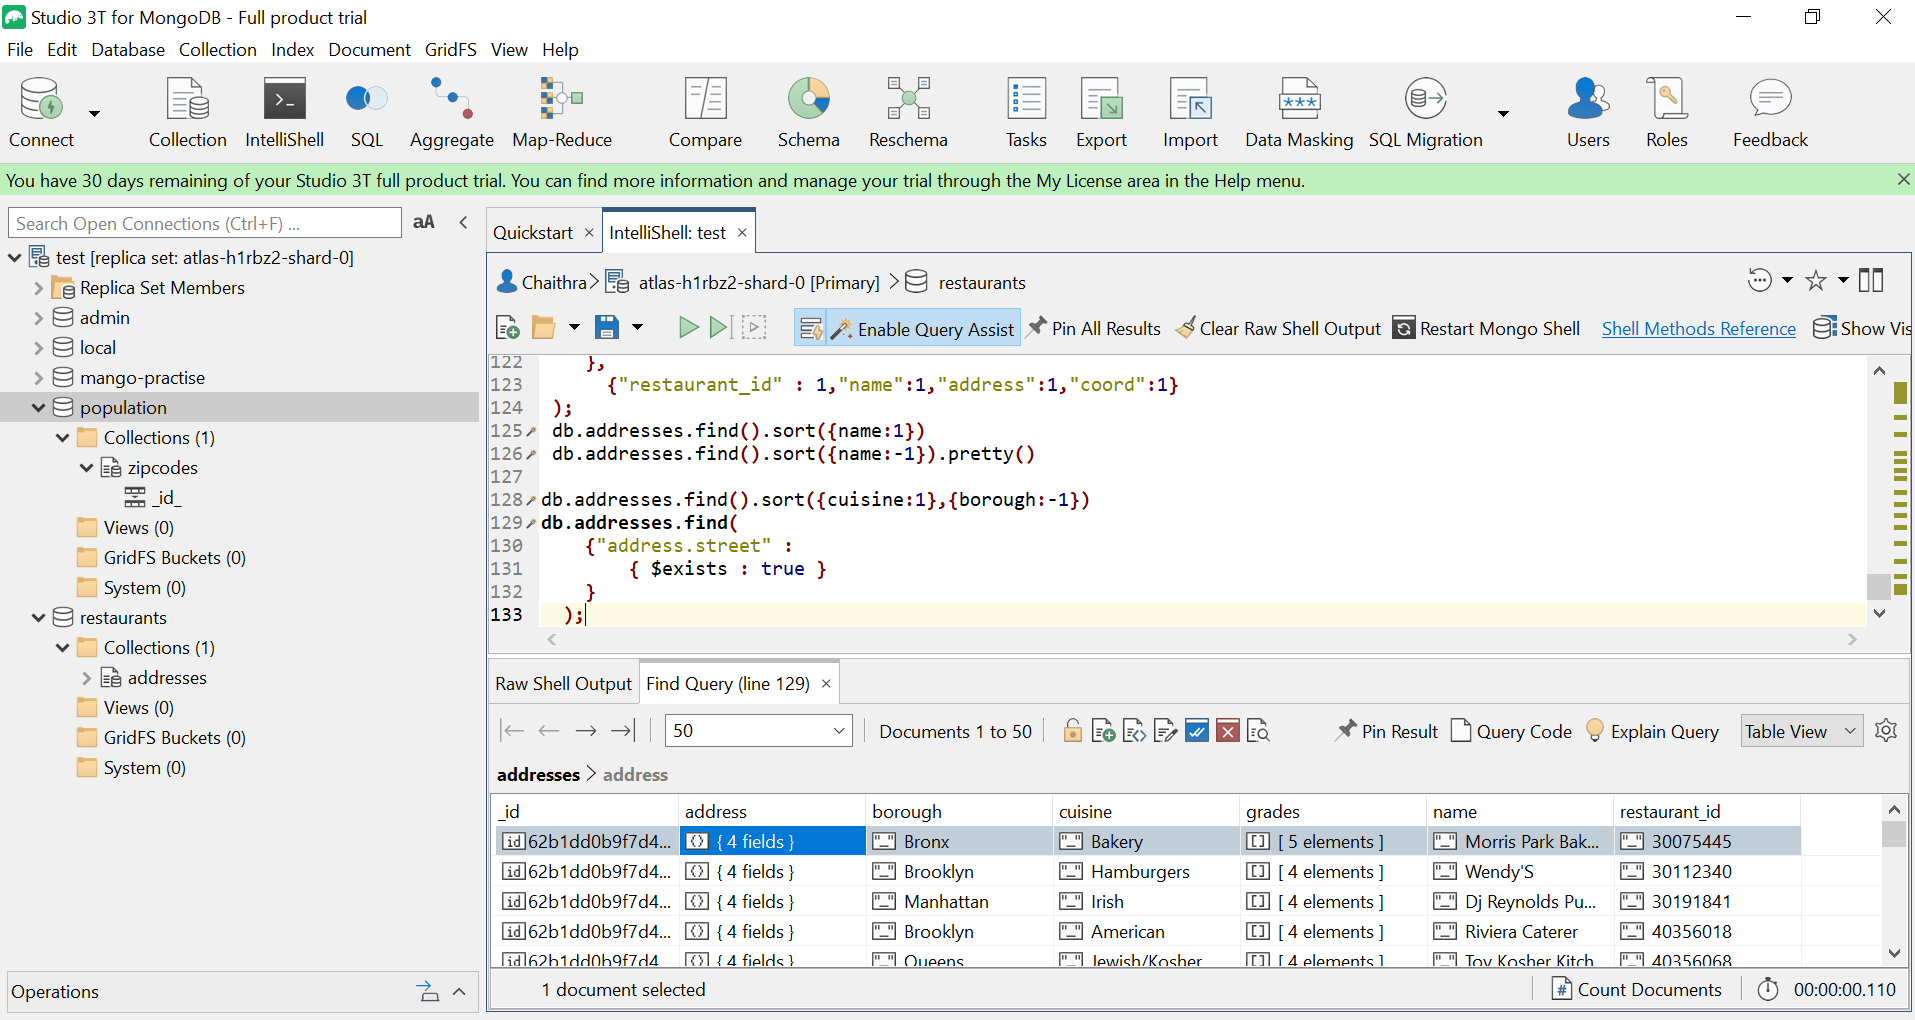 Studio 3T for MongoDB - Full product trial
File Edit Database Collection Index Document GridFS View Help
Connect Collection IntelliShell SQL Aggregate Map-Reduce Compare Schema Reschema Tasks Export Import Data Masking SQL Migration Users Roles Feedback
You have 30 days remaining of your Studio 3T full product trial. You can find more information and manage your trial through the My License area in the Help menu.
Search Open Connections (Ctrl+F) ... aA
test [replica set: atlas-h1rbz2-shard-0]
Replica Set Members
admin
local
mango-practise
population
Collections (1)
zipcodes
_id_
Views (0)
GridFS Buckets (0)
System (0)
restaurants
Collections (1)
addresses
Views (0)
GridFS Buckets (0)
System (0)
Operations
Quickstart × IntelliShell: test ×
Chaithra > atlas-h1rbz2-shard-0 [Primary] > restaurants
Enable Query Assist Pin All Results Clear Raw Shell Output Restart Mongo Shell Shell Methods Reference Show Vis
122 },
123 {"restaurant_id" : 1,"name":1,"address":1,"coord":1}
124 );
125 db.addresses.find().sort({name:1})
126 db.addresses.find().sort({name:-1}).pretty()
127
128 db.addresses.find().sort({cuisine:1},{borough:-1})
129 db.addresses.find(
130 {"address.street" :
131 { $exists : true }
132 }
133 );
Raw Shell Output Find Query (line 129) ×
50 Documents 1 to 50 Pin Result Query Code Explain Query Table View
addresses > address
_id address borough cuisine grades name restaurant_id
62b1dd0b9f7d4... { 4 fields } Bronx Bakery [ 5 elements ] Morris Park Bak... 30075445
62b1dd0b9f7d4... { 4 fields } Brooklyn Hamburgers [ 4 elements ] Wendy'S 30112340
62b1dd0b9f7d4... { 4 fields } Manhattan Irish [ 4 elements ] Dj Reynolds Pu... 30191841
62b1dd0b9f7d4... { 4 fields } Brooklyn American [ 4 elements ] Riviera Caterer 40356018
62b1dd0b9f7d4 { 4 fields } Queens Jewish/Kosher [ 4 elements ] Tov Kosher Kitch 40356068
1 document selected Count Documents 00:00:00.110